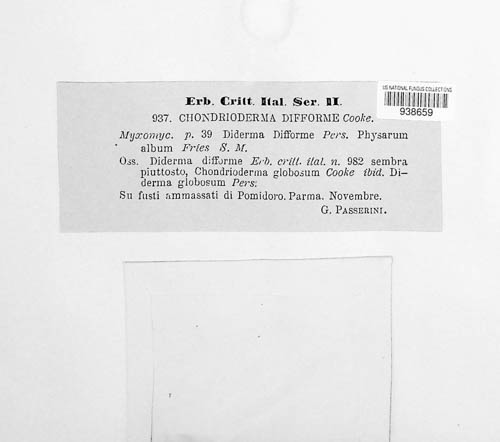 US NATIONAL FUNGUS COLLECTIONS
938659
Erb. Critt. Ital. Ser. II.
937. CHONDRIODERMA DIFFORME Cooke.
Myxomyc. p. 39 Diderma Difforme Pers. Physarum
album Fries S. M.
Oss. Diderma difforme Erb. critt. ital. n. 982 sembra
piuttosto, Chondrioderma globosum Cooke ibid. Di-
derma globosum Pers.
Su fusti ammassati di Pomidoro. Parma. Novembre.
G. PASSERINI.